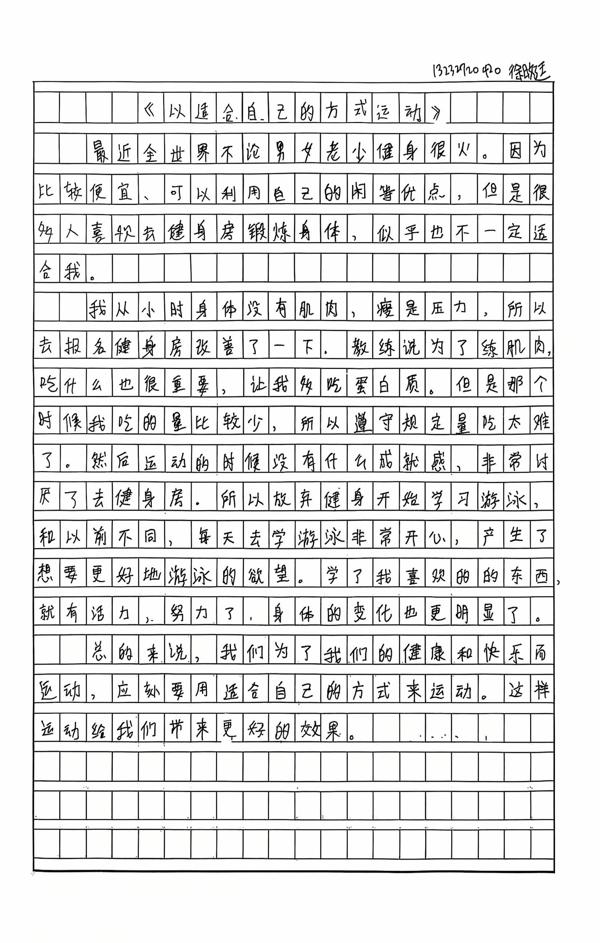 徐晓廷
《以适合自己的方式运动》
最近全世界不论男女老少健身很火。因为
比较便宜、可以利用自己的闲等优点，但是很
多人喜欢去健身房锻炼身体，似乎也不一定适
合我。
我从小时身体没有肌肉，瘦是压力，所以
去报名健身房改善了一下．教练说为了练肌肉，
吃什么也很重要，让我多吃蛋白质。但是那个
时候我吃的量比较少，所以遵守规定量吃太难
了。然后运动的时候没有什么成就感，非常讨
厌了去健身房．所以放弃健身开始学习游泳，
和以前不同，每天去学游泳非常开心，产生了
想要更好地游泳的欲望。学了我喜欢的的东西，
就有活力，努力了．身体的变化也更明显了。
总的来说，我们为了我们的健康和快乐而
运动，应刻要用适合自己的方式来运动。这样
运动给我们带来更好的效果。